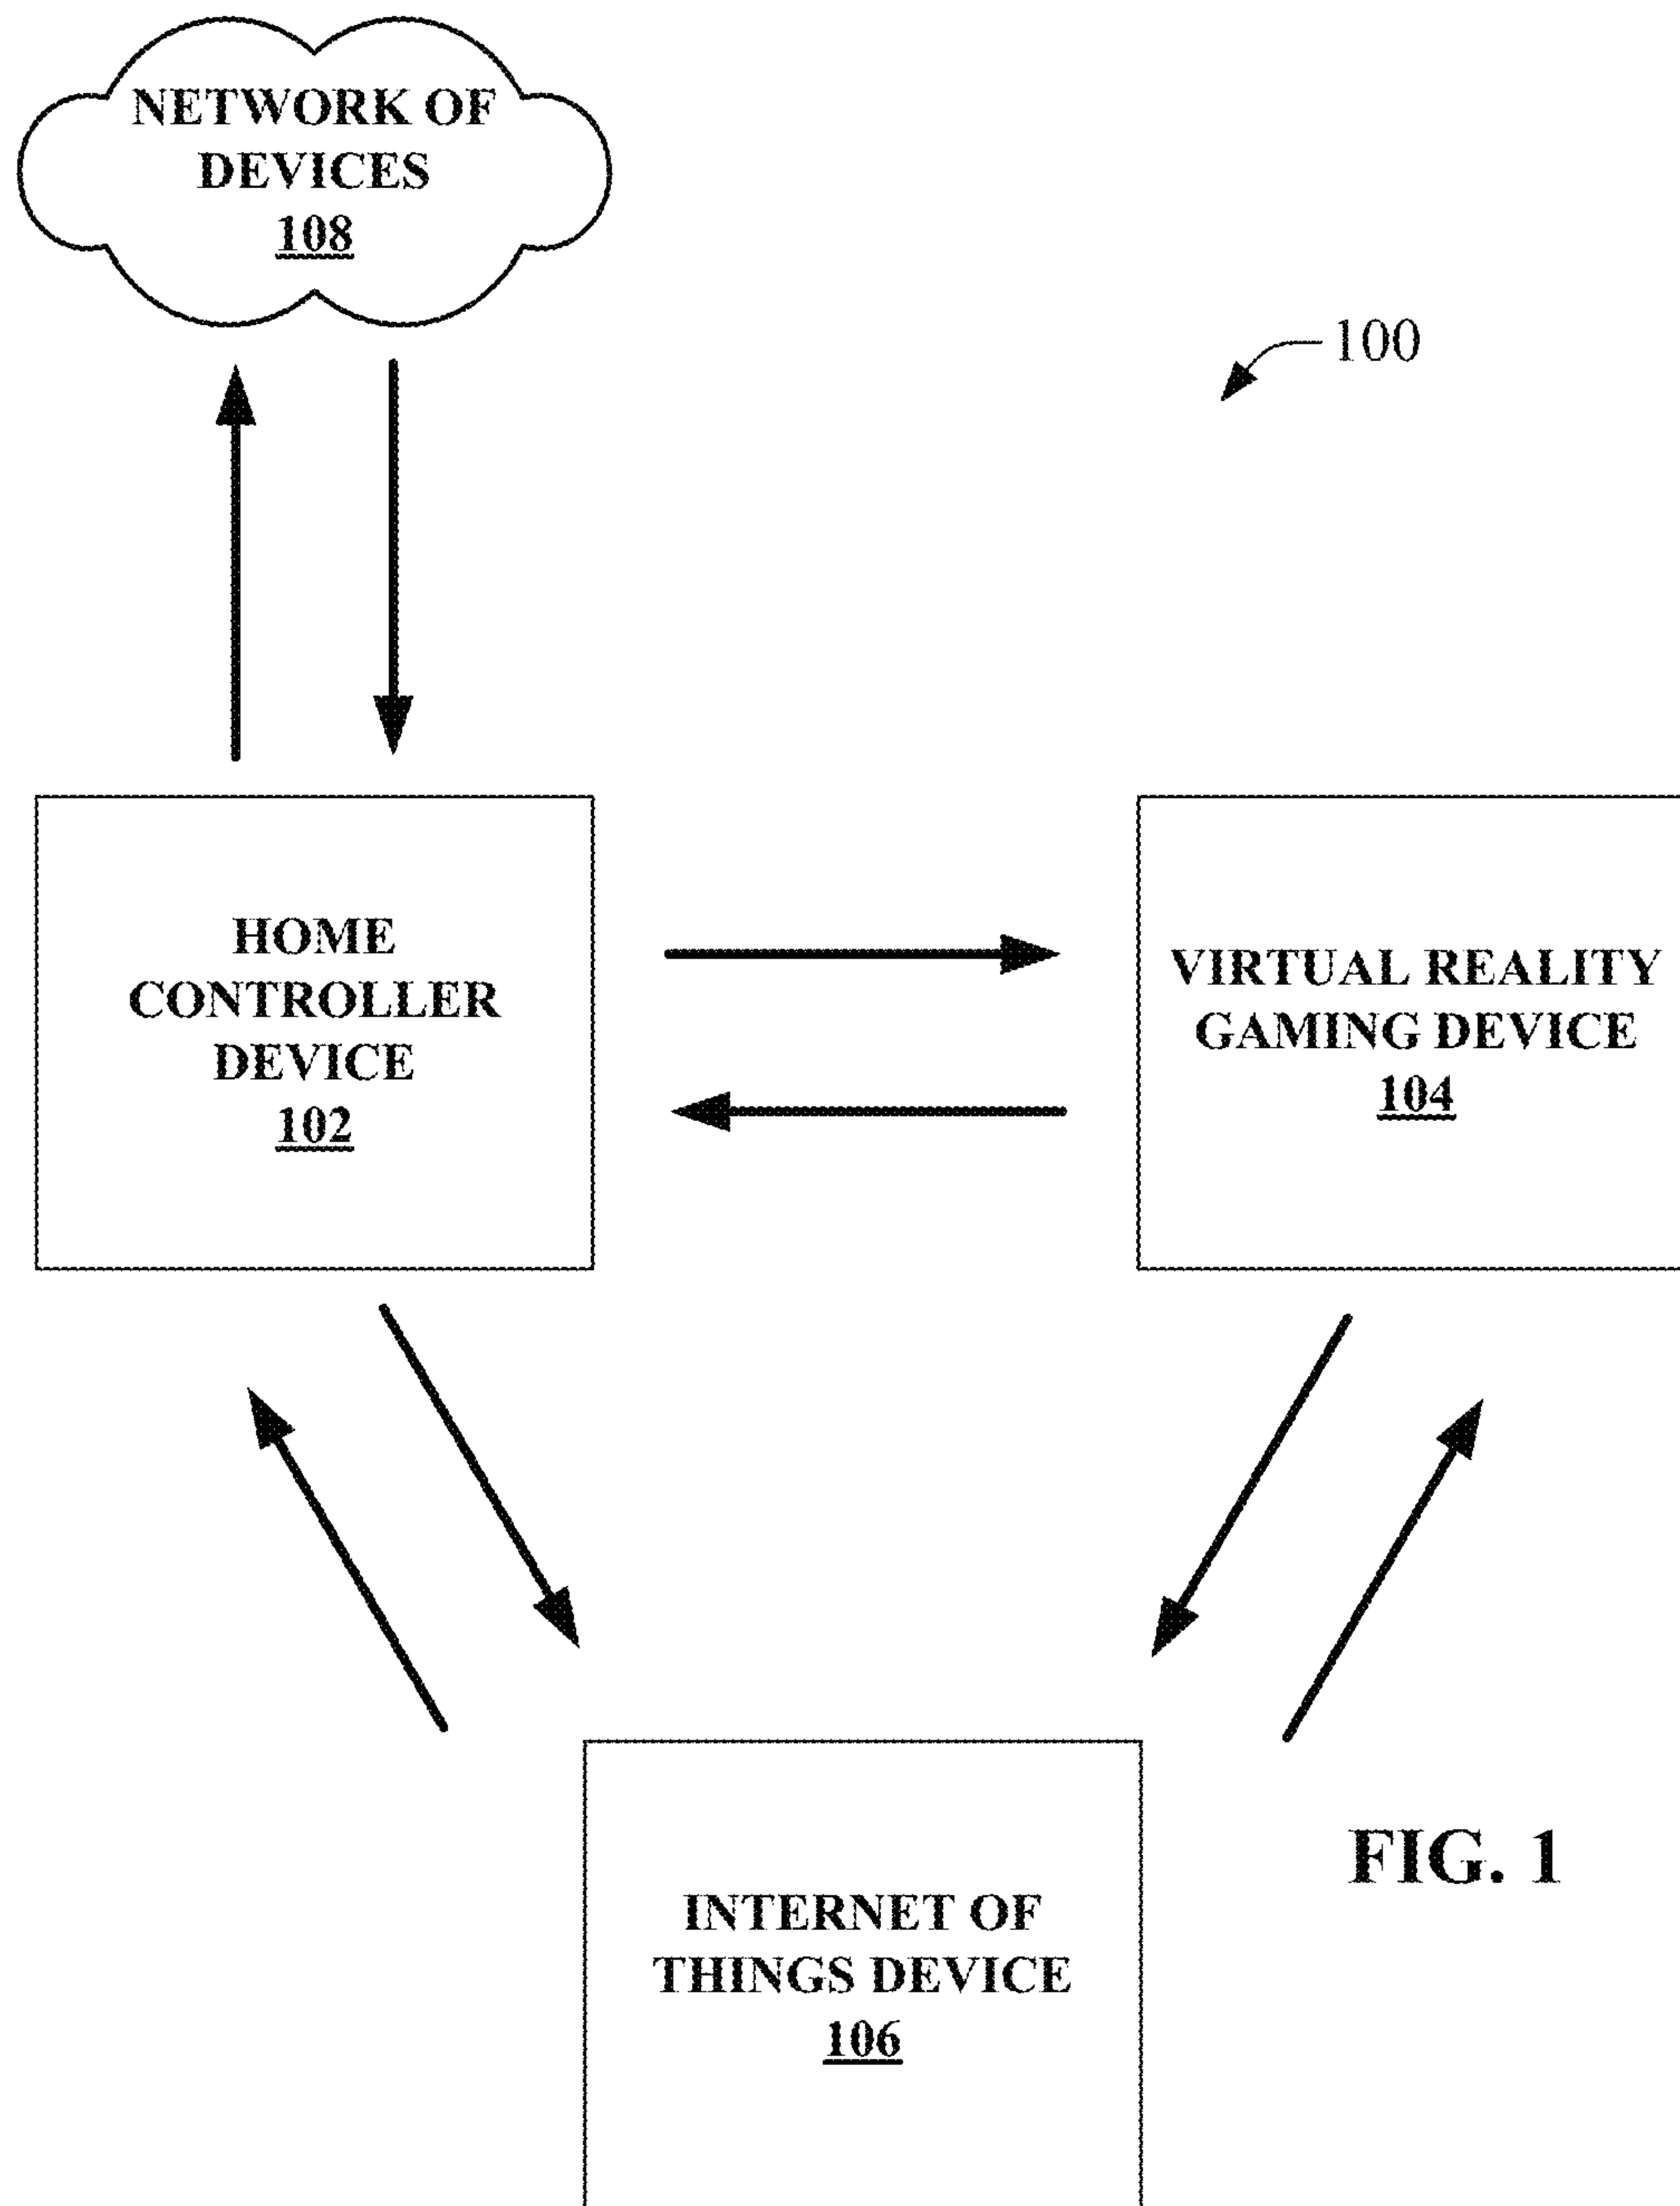 NETWORK OF
DEVICES
108
100
HOME
CONTROLLER
DEVICE
102
VIRTUAL REALITY
GAMING DEVICE
104
INTERNET OF
THINGS DEVICE
106
FIG. 1